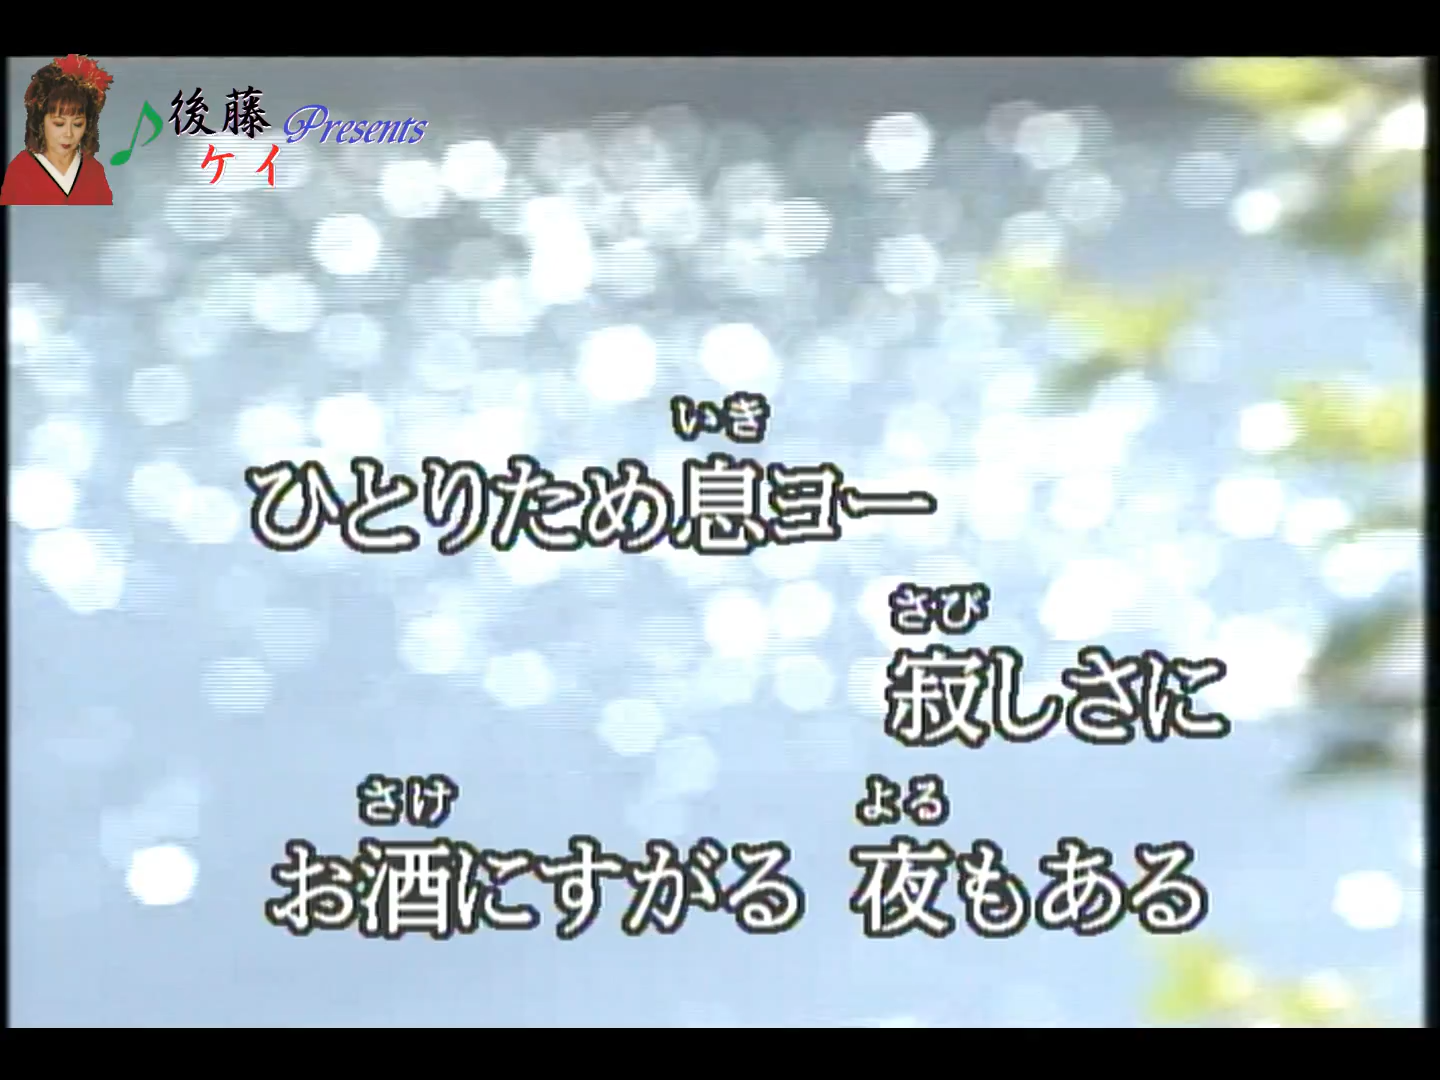 後藤 Presents
ケイ
いき
ひとりため息ヨー
さび
寂しさに
さけ よる
お酒にすがる 夜もある